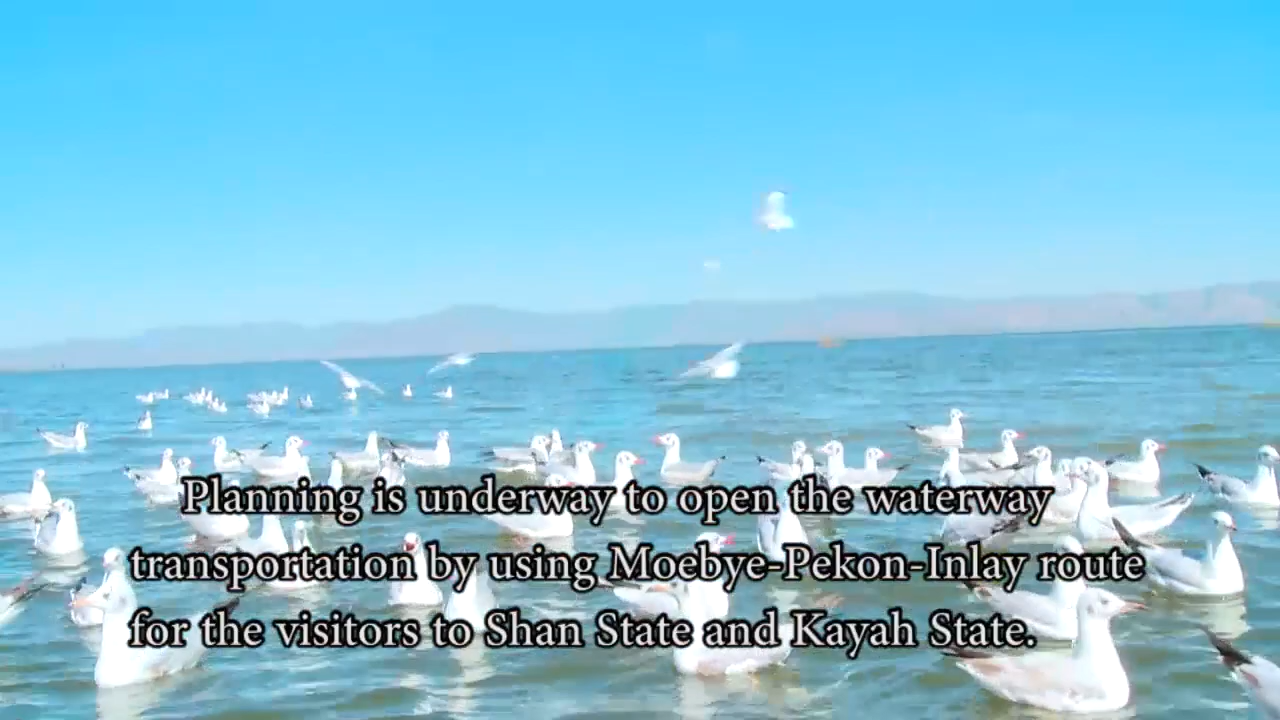 Planning is underway to open the waterway
transportation by using Moebye-Pekon-Inlay route
for the visitors to Shan State and Kayah State.